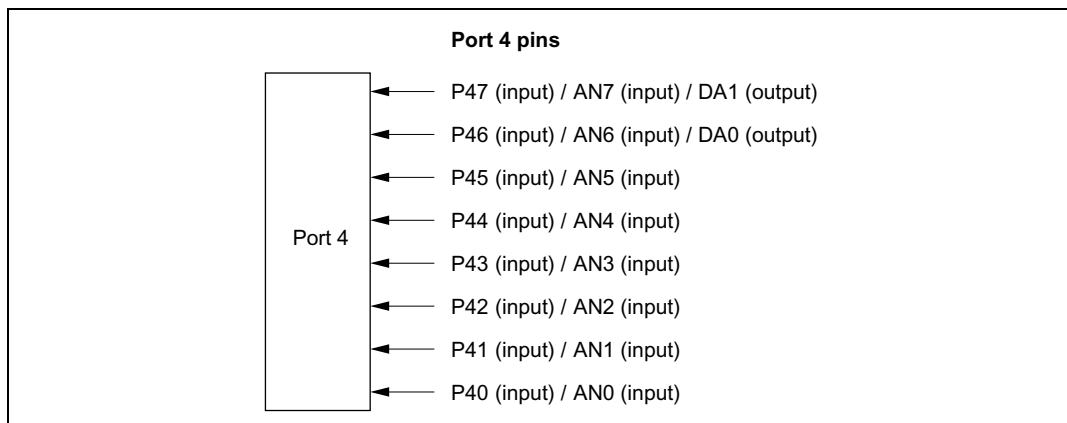 Port 4 pins
P47 (input) / AN7 (input) / DA1 (output)
P46 (input) / AN6 (input) / DA0 (output)
P45 (input) / AN5 (input)
P44 (input) / AN4 (input)
Port 4
P43 (input) / AN3 (input)
P42 (input) / AN2 (input)
P41 (input) / AN1 (input)
P40 (input) / AN0 (input)